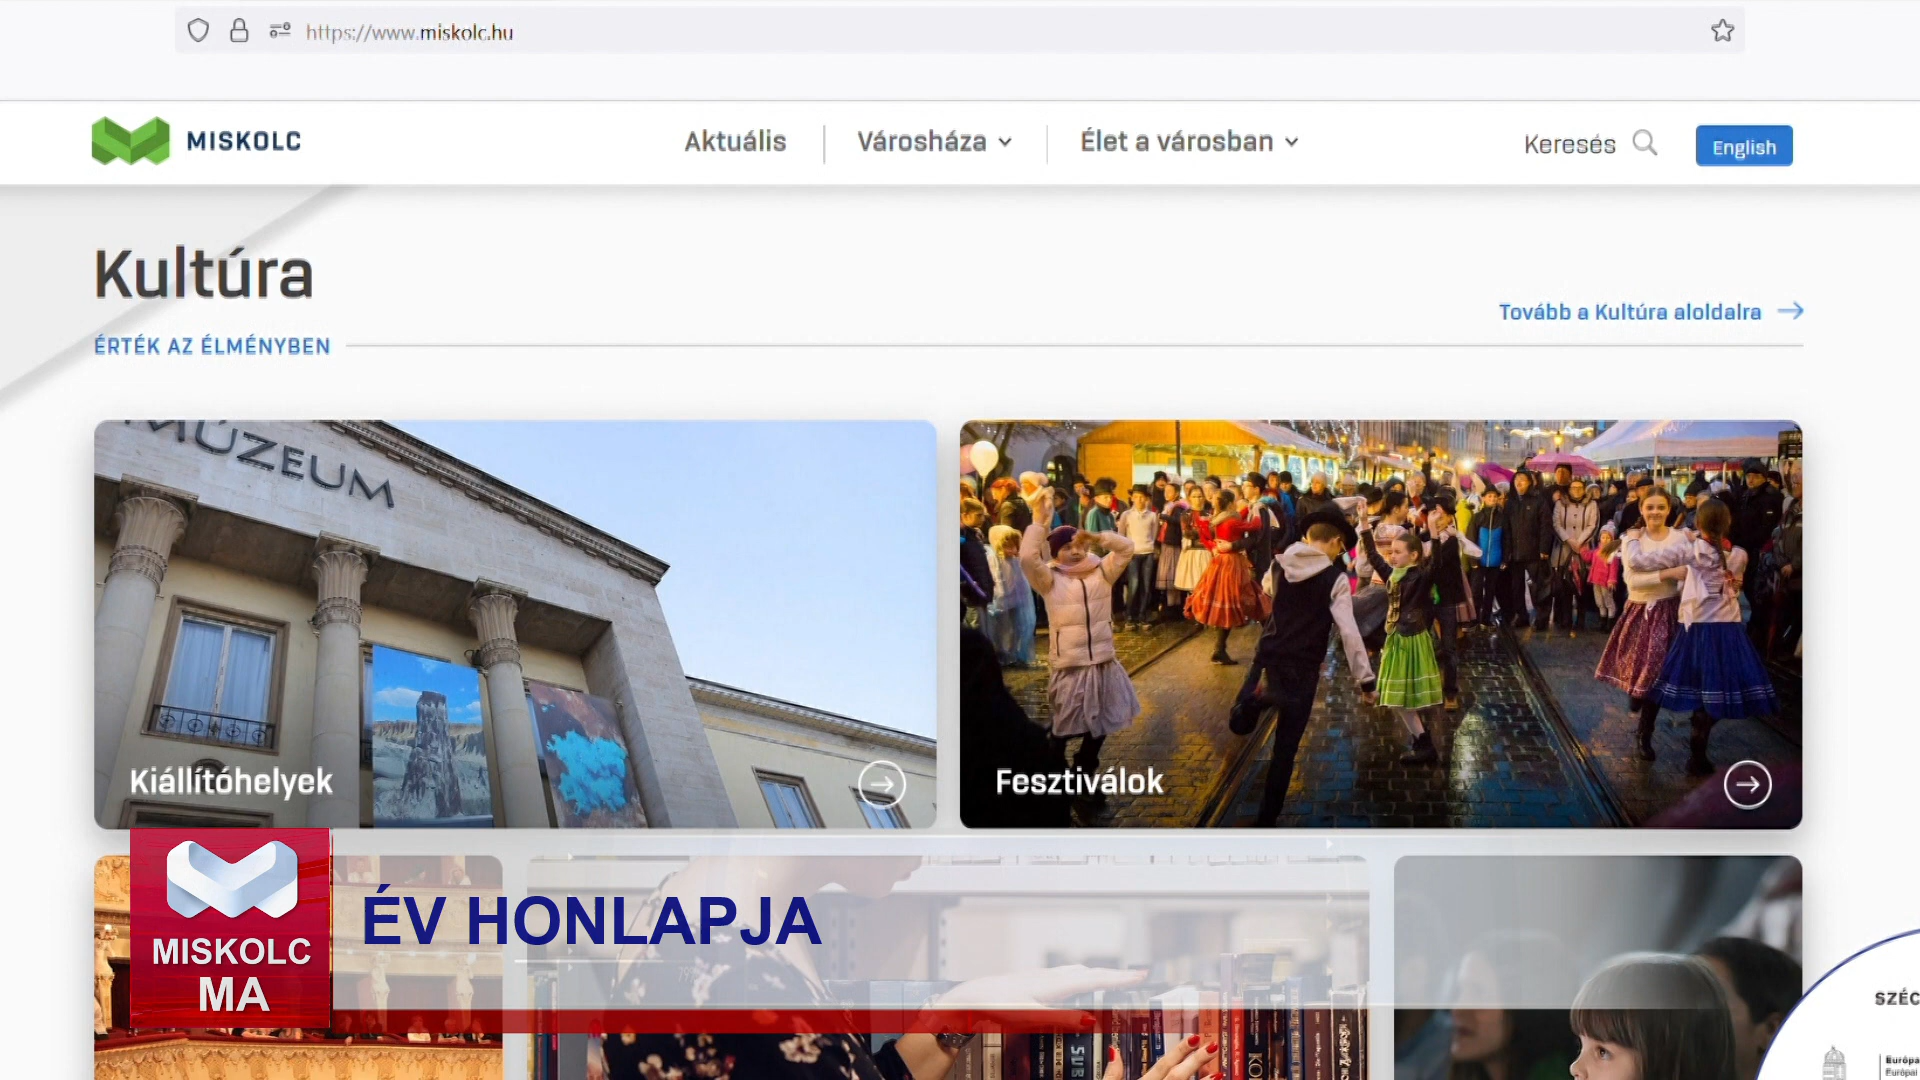 https://www.miskolc.hu
MISKOLC
Aktuális
Városháza
Élet a városban
Keresés
English
Kultúra
Tovább a Kultúra aloldalra
ÉRTÉK AZ ÉLMÉNYBEN
MÚZEUM
Kiállítóhelyek
Fesztiválok
MISKOLC
MA
ÉV HONLAPJA
SZÉC
Európa
Európai